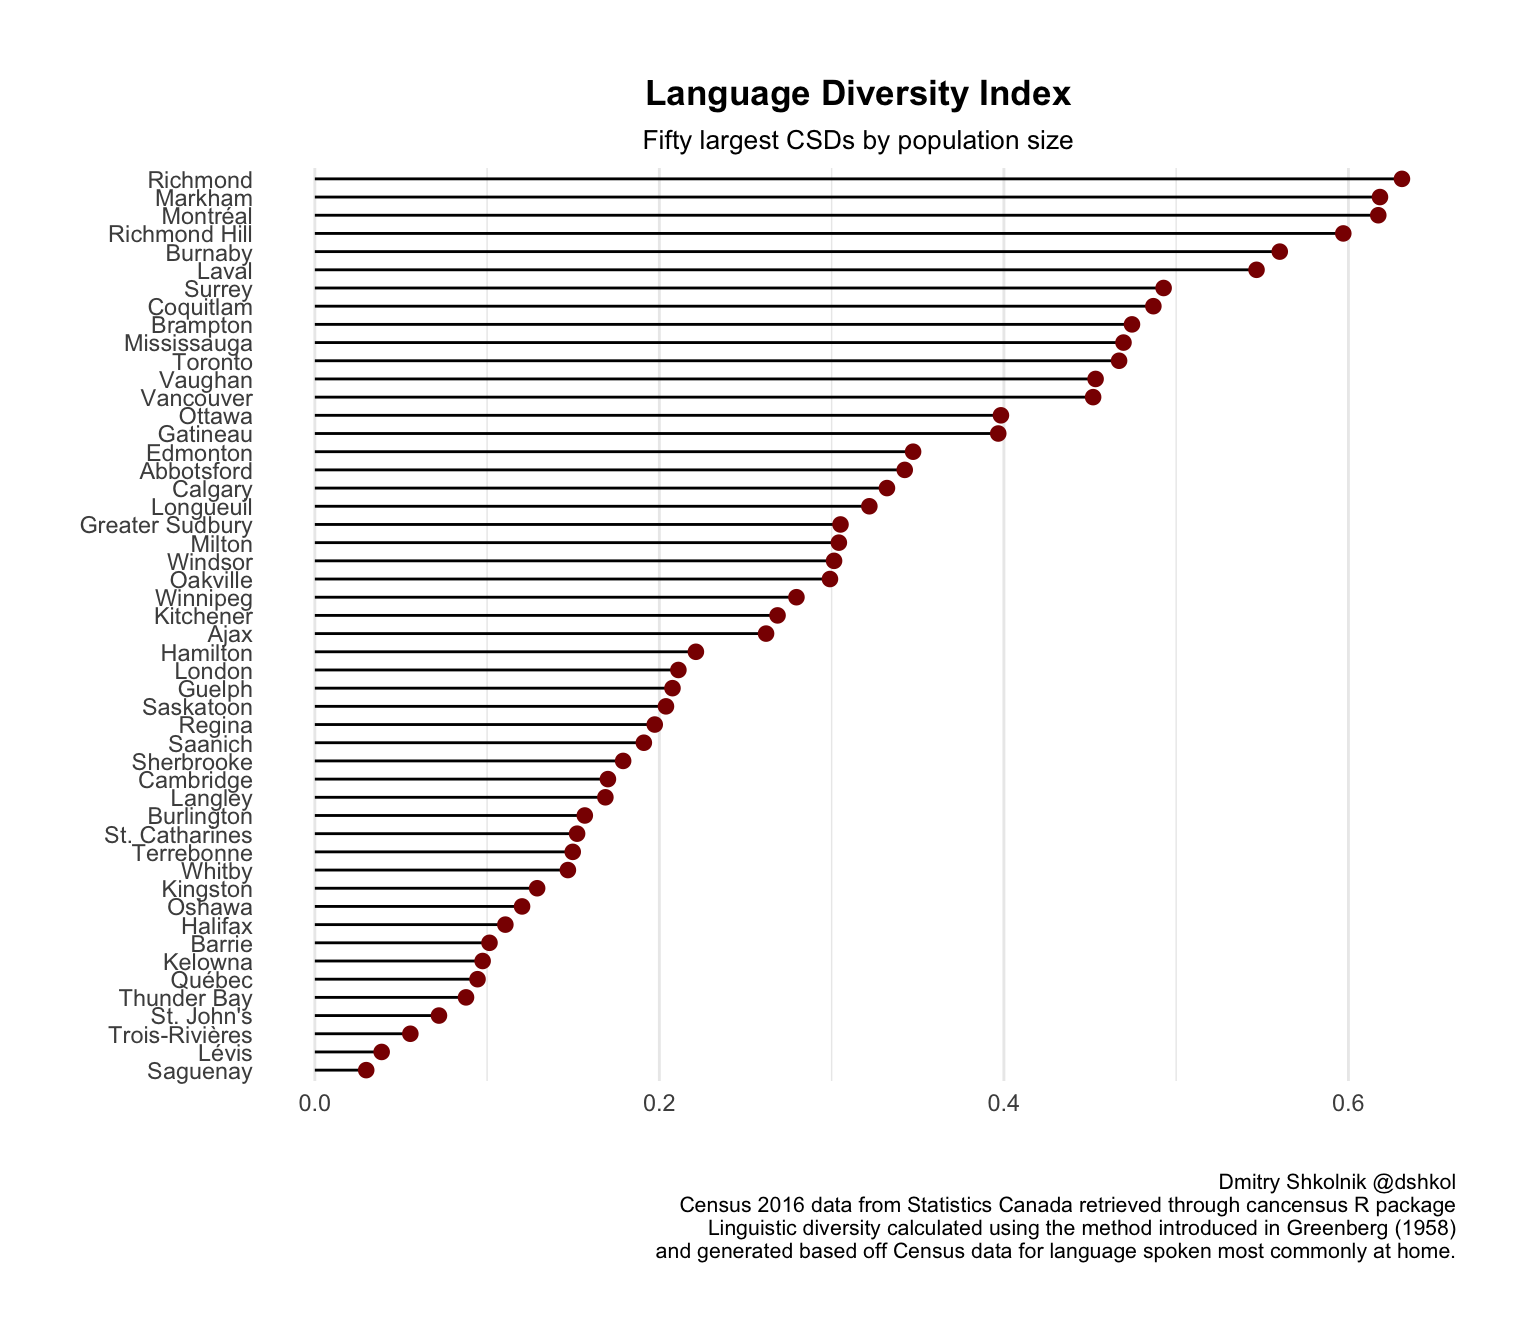 Language Diversity Index
Fifty largest CSDs by population size
Richmond
Markham
Montréal
Richmond Hill
Burnaby
Laval
Surrey
Coquitlam
Brampton
Mississauga
Toronto
Vaughan
Vancouver
Ottawa
Gatineau
Edmonton
Abbotsford
Calgary
Longueuil
Greater Sudbury
Milton
Windsor
Oakville
Winnipeg
Kitchener
Ajax
Hamilton
London
Guelph
Saskatoon
Regina
Saanich
Sherbrooke
Cambridge
Langley
Burlington
St. Catharines
Terrebonne
Whitby
Kingston
Oshawa
Halifax
Barrie
Kelowna
Québec
Thunder Bay
St. John's
Trois-Rivières
Lévis
Saguenay
0.0 0.2 0.4 0.6
Dmitry Shkolnik @dshkol
Census 2016 data from Statistics Canada retrieved through cancensus R package
Linguistic diversity calculated using the method introduced in Greenberg (1958)
and generated based off Census data for language spoken most commonly at home.